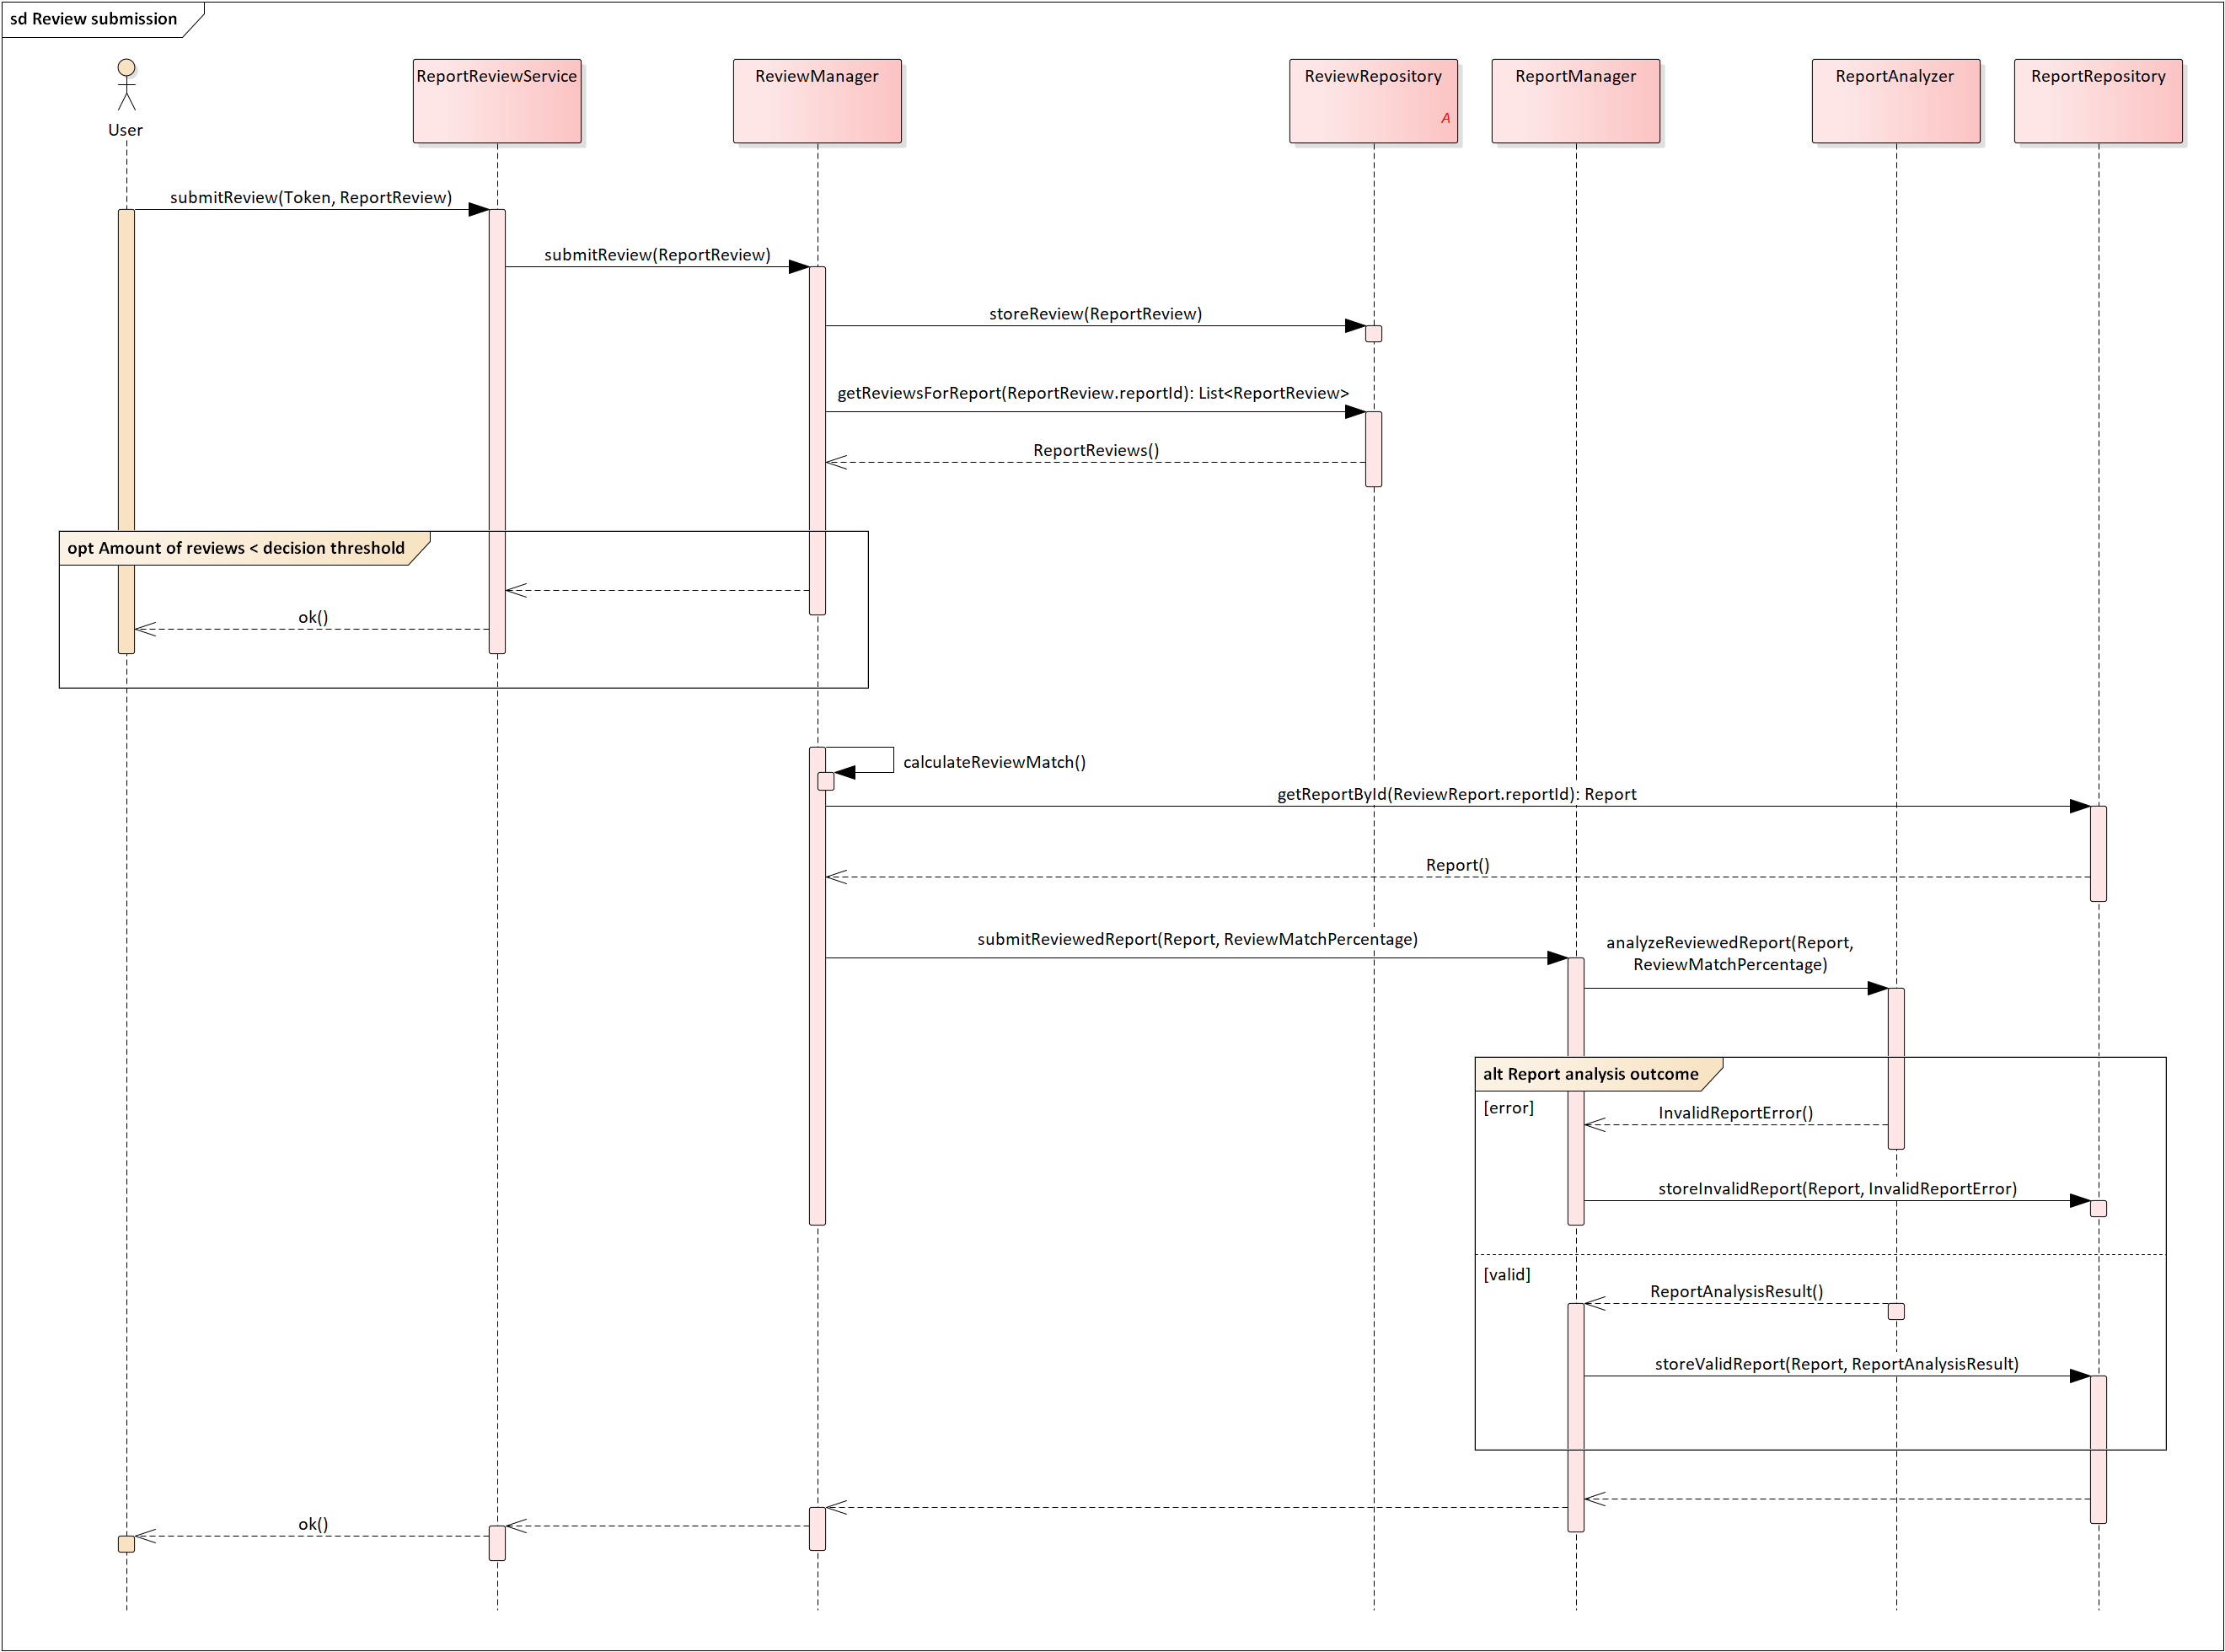 sd Review submission
User
ReportReviewService
ReviewManager
ReviewRepository
A
ReportManager
ReportAnalyzer
ReportRepository
submitReview(Token, ReportReview)
submitReview(ReportReview)
storeReview(ReportReview)
getReviewsForReport(ReportReview.reportId): List<ReportReview>
ReportReviews()
opt Amount of reviews < decision threshold
ok()
calculateReviewMatch()
getReportById(ReviewReport.reportId): Report
Report()
submitReviewedReport(Report, ReviewMatchPercentage)
analyzeReviewedReport(Report,
ReviewMatchPercentage)
alt Report analysis outcome
[error]
InvalidReportError()
storeInvalidReport(Report, InvalidReportError)
[valid]
ReportAnalysisResult()
storeValidReport(Report, ReportAnalysisResult)
ok()